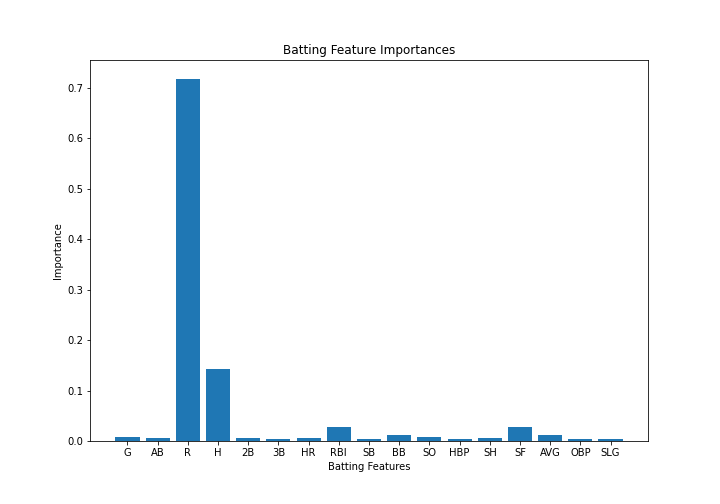 Batting Feature Importances
Importance
0.7
0.6
0.5
0.4
0.3
0.2
0.1
0.0
G AB R H 2B 3B HR RBI SB BB SO HBP SH SF AVG OBP SLG
Batting Features